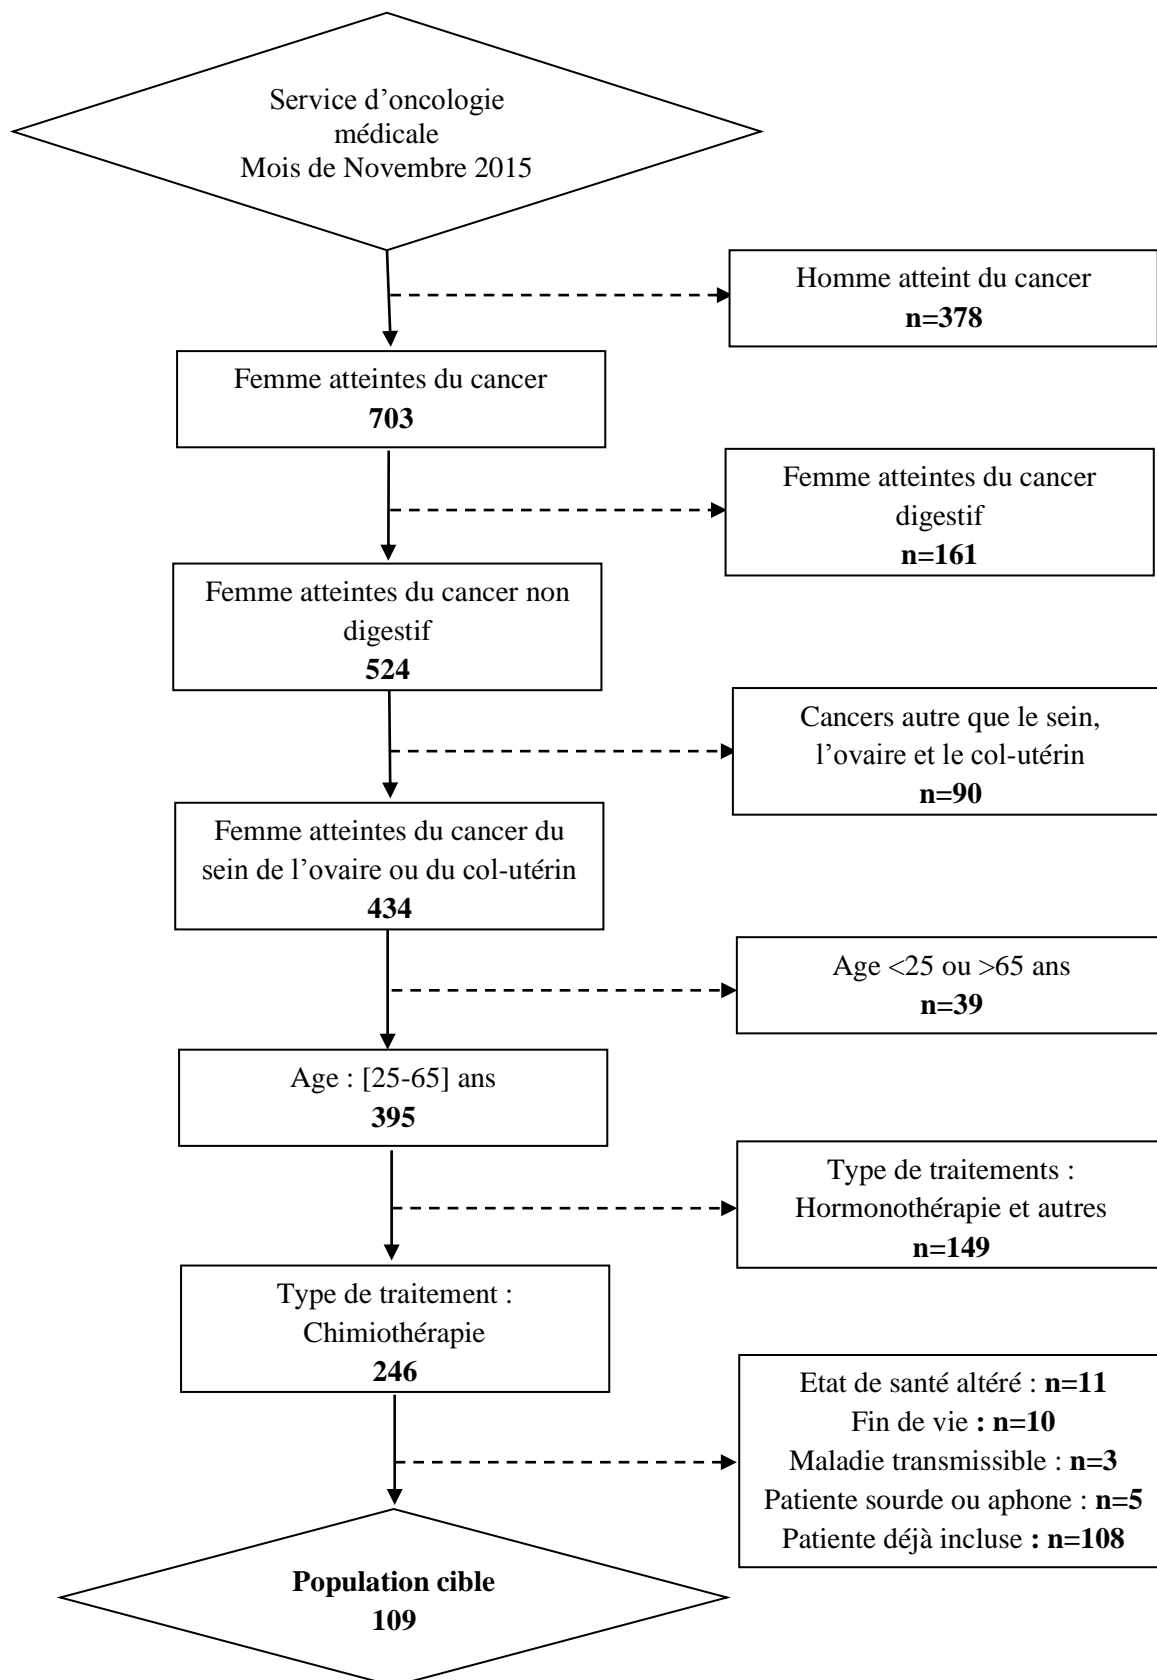 Service d’oncologie
médicale
Mois de Novembre 2015
Homme atteint du cancer
n=378
Femme atteintes du cancer
703
Femme atteintes du cancer
digestif
n=161
Femme atteintes du cancer non
digestif
524
Cancers autre que le sein,
l’ovaire et le col-utérin
n=90
Femme atteintes du cancer du
sein de l’ovaire ou du col-utérin
434
Age <25 ou >65 ans
n=39
Age : [25-65] ans
395
Type de traitements :
Hormonothérapie et autres
n=149
Type de traitement :
Chimiothérapie
246
Etat de santé altéré : n=11
Fin de vie : n=10
Maladie transmissible : n=3
Patiente sourde ou aphone : n=5
Patiente déjà incluse : n=108
Population cible
109